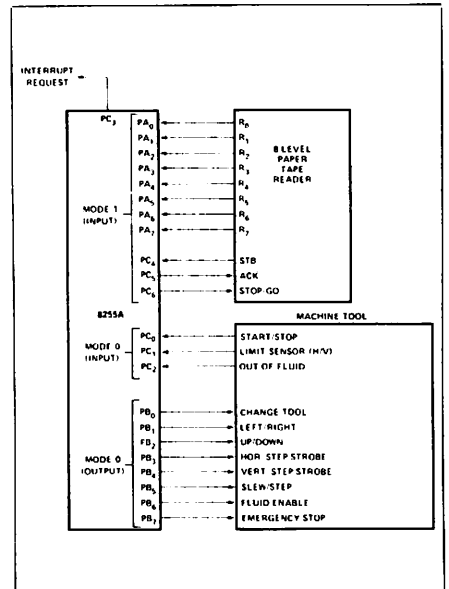 INTERRUPT
REQUEST
PC3
PA0 R0
PA1 R1
PA2 R2
PA3 R3
PA4 R4
PA5 R5
PA6 R6
PA7 R7
8 LEVEL
PAPER
TAPE
READER
MODE 1
(INPUT)
PC4 STB
PC5 ACK
PC6 STOP/GO
8255A
MACHINE TOOL
MODE 0
(INPUT)
PC0 START/STOP
PC1 LIMIT SENSOR (H/V)
PC2 OUT OF FLUID
MODE 0
(OUTPUT)
PB0 CHANGE TOOL
PB1 LEFT/RIGHT
PB2 UP/DOWN
PB3 HOR STEP STROBE
PB4 VERT STEP STROBE
PB5 SLEW/STEP
PB6 FLUID ENABLE
PB7 EMERGENCY STOP